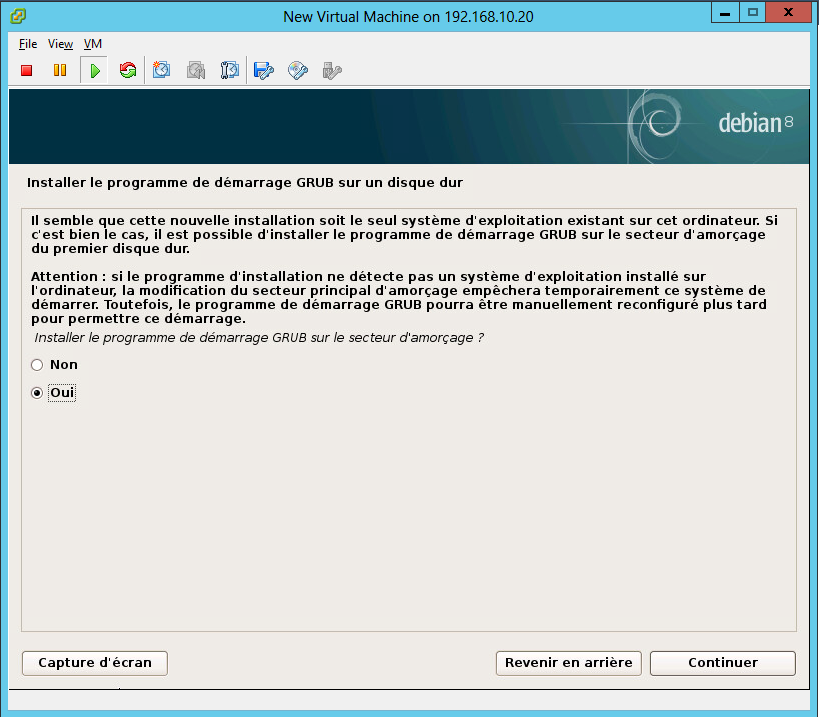 New Virtual Machine on 192.168.10.20
File View VM
debian 8
Installer le programme de démarrage GRUB sur un disque dur
Il semble que cette nouvelle installation soit le seul système d'exploitation existant sur cet ordinateur. Si
c'est bien le cas, il est possible d'installer le programme de démarrage GRUB sur le secteur d'amorçage
du premier disque dur.
Attention : si le programme d'installation ne détecte pas un système d'exploitation installé sur
l'ordinateur, la modification du secteur principal d'amorçage empêchera temporairement ce système de
démarrer. Toutefois, le programme de démarrage GRUB pourra être manuellement reconfiguré plus tard
pour permettre ce démarrage.
Installer le programme de démarrage GRUB sur le secteur d'amorçage ?
Non
Oui
Capture d'écran Revenir en arrière Continuer